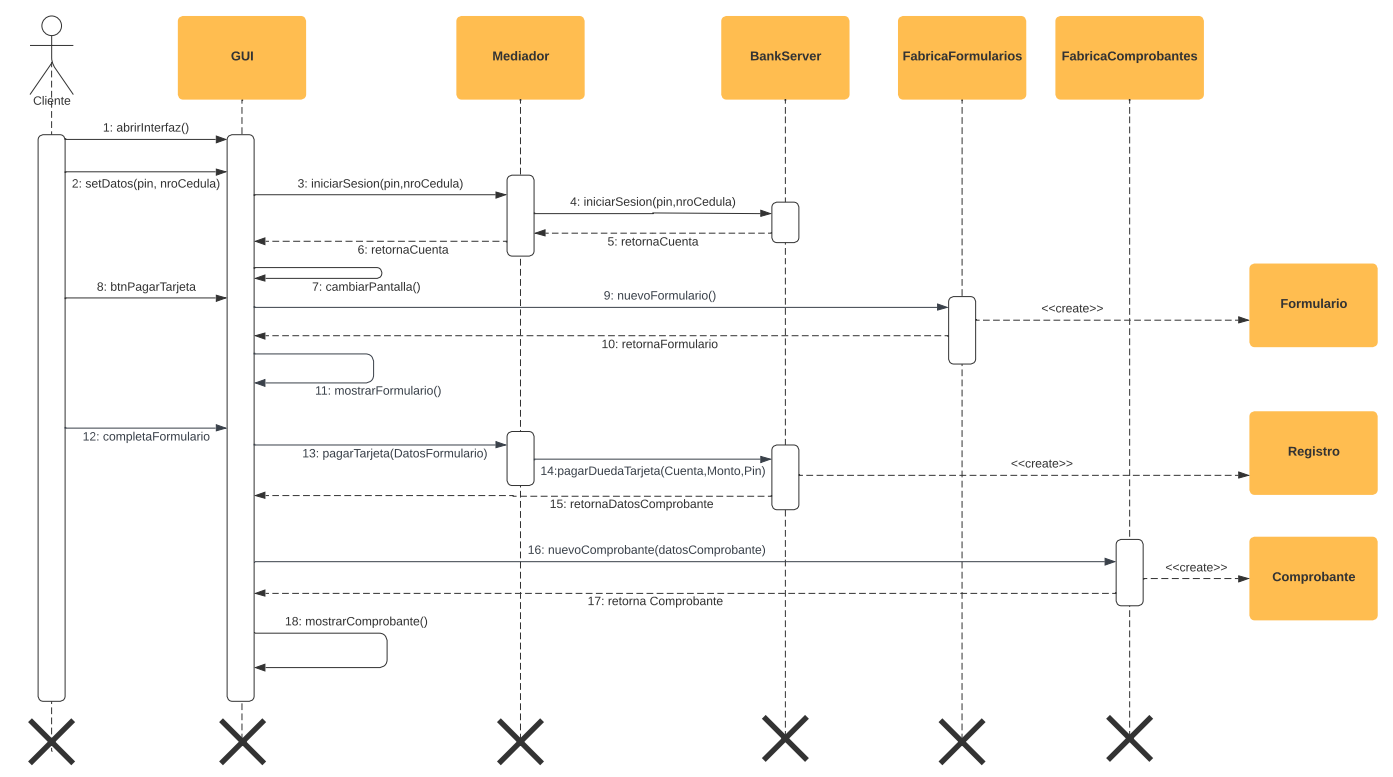 Cliente
GUI
Mediador
BankServer
FabricaFormularios
FabricaComprobantes
1: abrirInterfaz()
2: setDatos(pin, nroCedula)
3: iniciarSesion(pin,nroCedula)
4: iniciarSesion(pin,nroCedula)
5: retornaCuenta
6: retornaCuenta
7: cambiarPantalla()
8: btnPagarTarjeta
9: nuevoFormulario()
<<create>>
Formulario
10: retornaFormulario
11: mostrarFormulario()
12: completaFormulario
13: pagarTarjeta(DatosFormulario)
14:pagarDuedaTarjeta(Cuenta,Monto,Pin)
<<create>>
Registro
15: retornaDatosComprobante
16: nuevoComprobante(datosComprobante)
<<create>>
Comprobante
17: retorna Comprobante
18: mostrarComprobante()